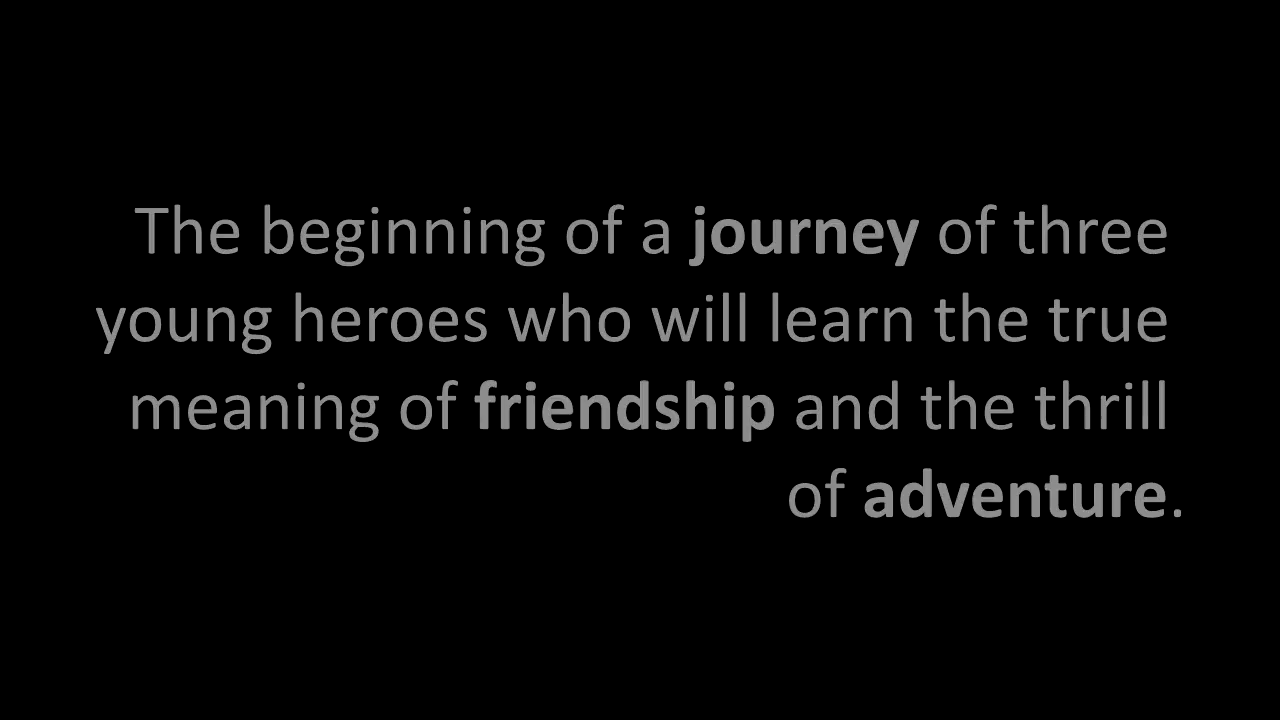 The beginning of a journey of three
young heroes who will learn the true
meaning of friendship and the thrill
of adventure.